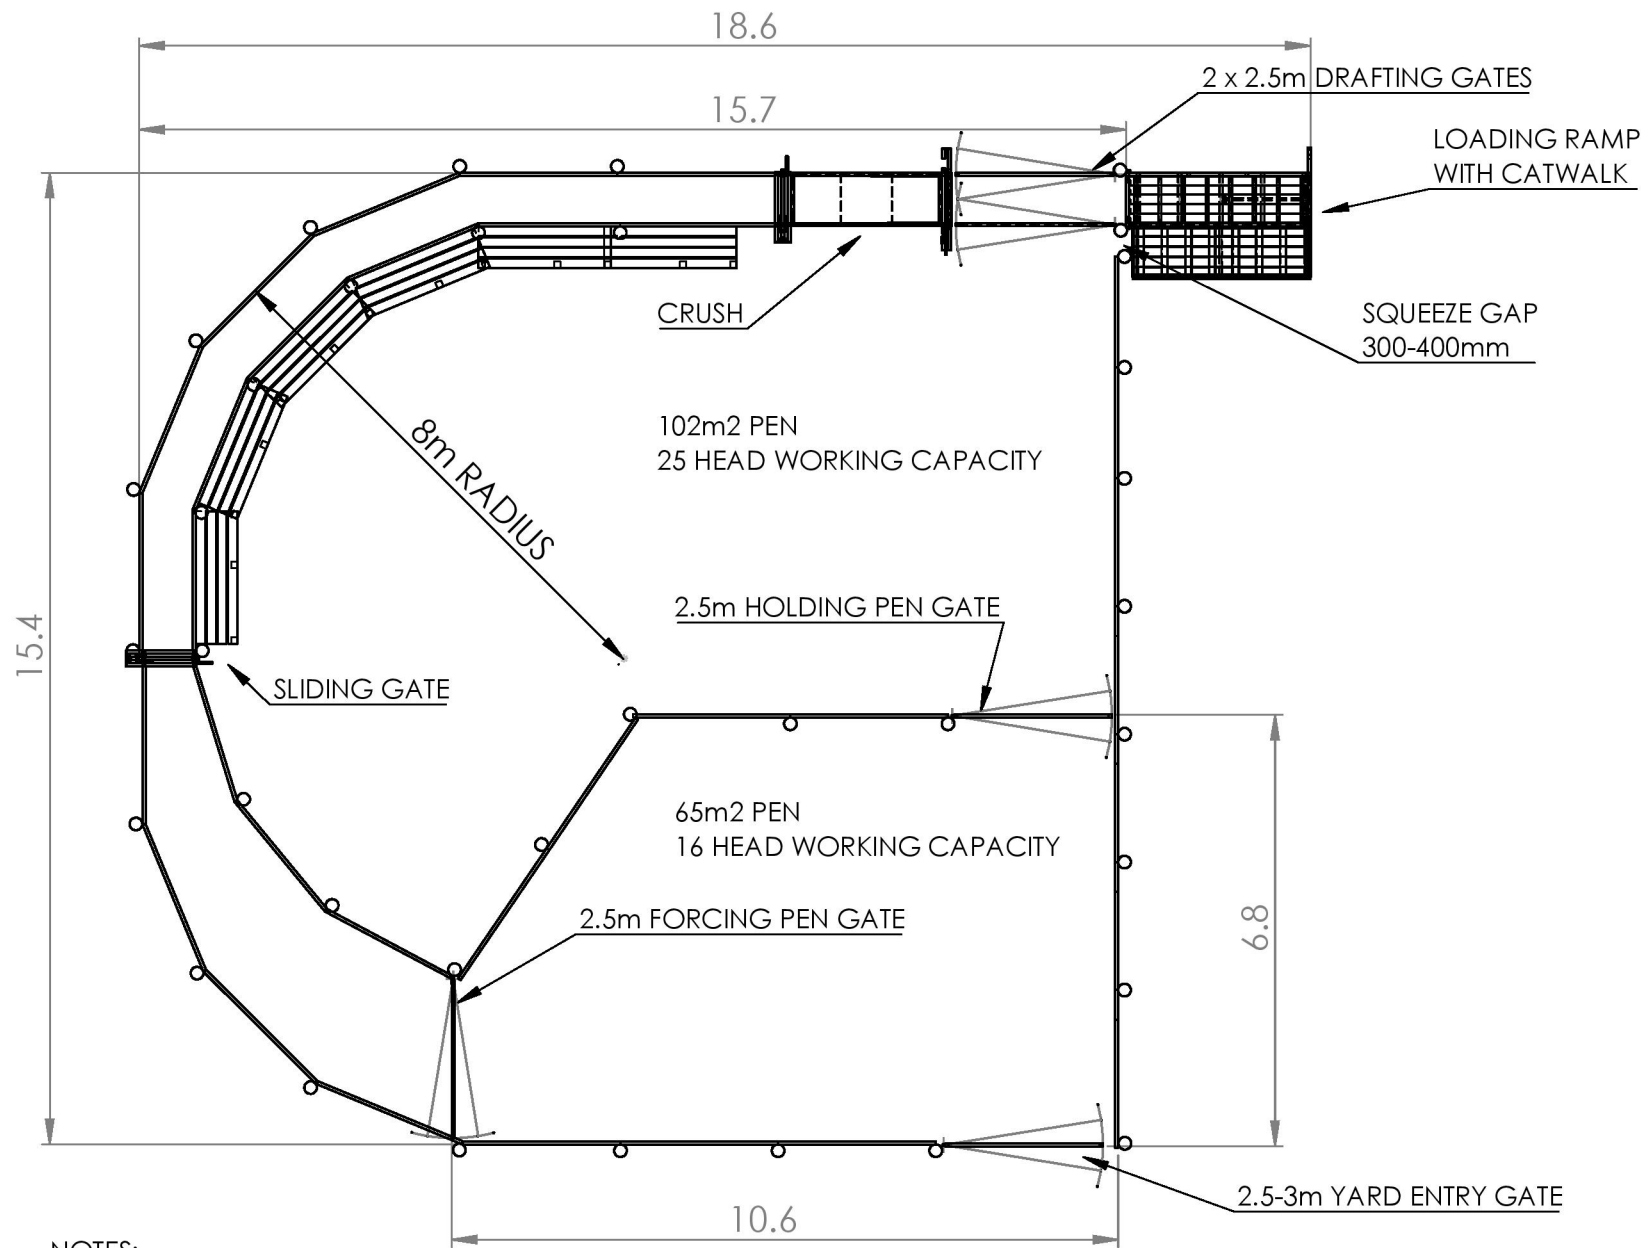 18.6
2 x 2.5m DRAFTING GATES
15.7
LOADING RAMP
WITH CATWALK
CRUSH
SQUEEZE GAP
300-400mm
102m2 PEN
25 HEAD WORKING CAPACITY
8m RADIUS
2.5m HOLDING PEN GATE
15.4
SLIDING GATE
65m2 PEN
16 HEAD WORKING CAPACITY
2.5m FORCING PEN GATE
6.8
2.5-3m YARD ENTRY GATE
10.6
NOTES: